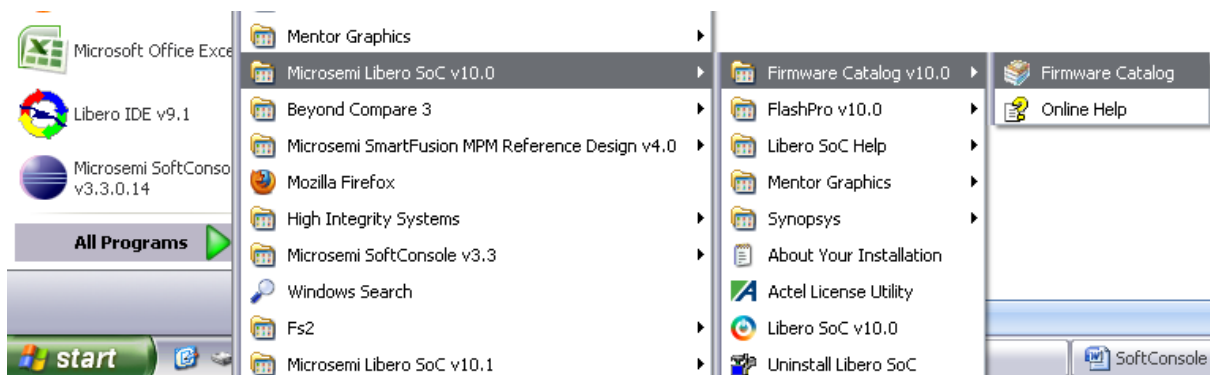 Microsoft Office Exce
Libero IDE v9.1
Microsemi SoftConso
v3.3.0.14
All Programs
start
Mentor Graphics
Microsemi Libero SoC v10.0
Beyond Compare 3
Microsemi SmartFusion MPM Reference Design v4.0
Mozilla Firefox
High Integrity Systems
Microsemi SoftConsole v3.3
Windows Search
Fs2
Microsemi Libero SoC v10.1
Firmware Catalog v10.0
FlashPro v10.0
Libero SoC Help
Mentor Graphics
Synopsys
About Your Installation
Actel License Utility
Libero SoC v10.0
Uninstall Libero SoC
Firmware Catalog
Online Help
SoftConsole